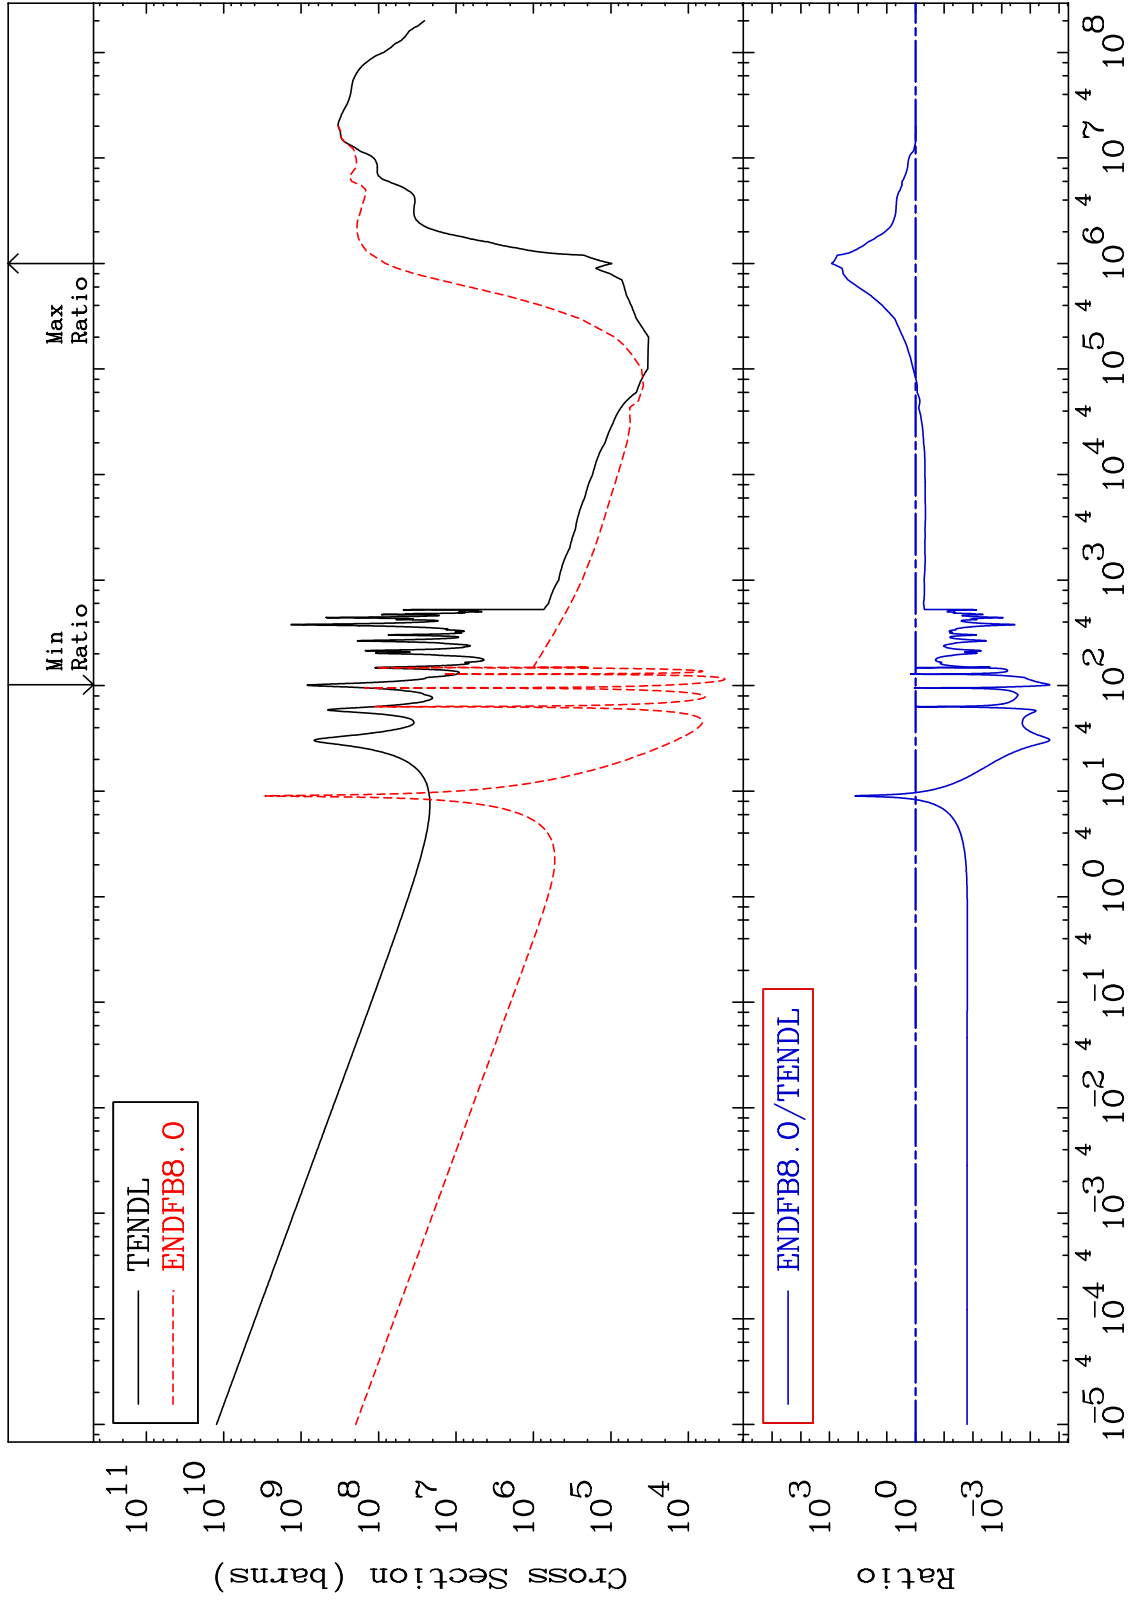 Min
Ratio
Max
Ratio
10^11
10^10
10^9
10^8
10^7
10^6
10^5
10^4
Cross Section (barns)
TENDL
ENDFB8.0
10^3
10^0
10^-3
Ratio
ENDFB8.0/TENDL
10^-5 4 10^-4 4 10^-3 4 10^-2 4 10^-1 4 10^0 4 10^1 4 10^2 4 10^3 4 10^4 4 10^5 4 10^6 4 10^7 4 10^8